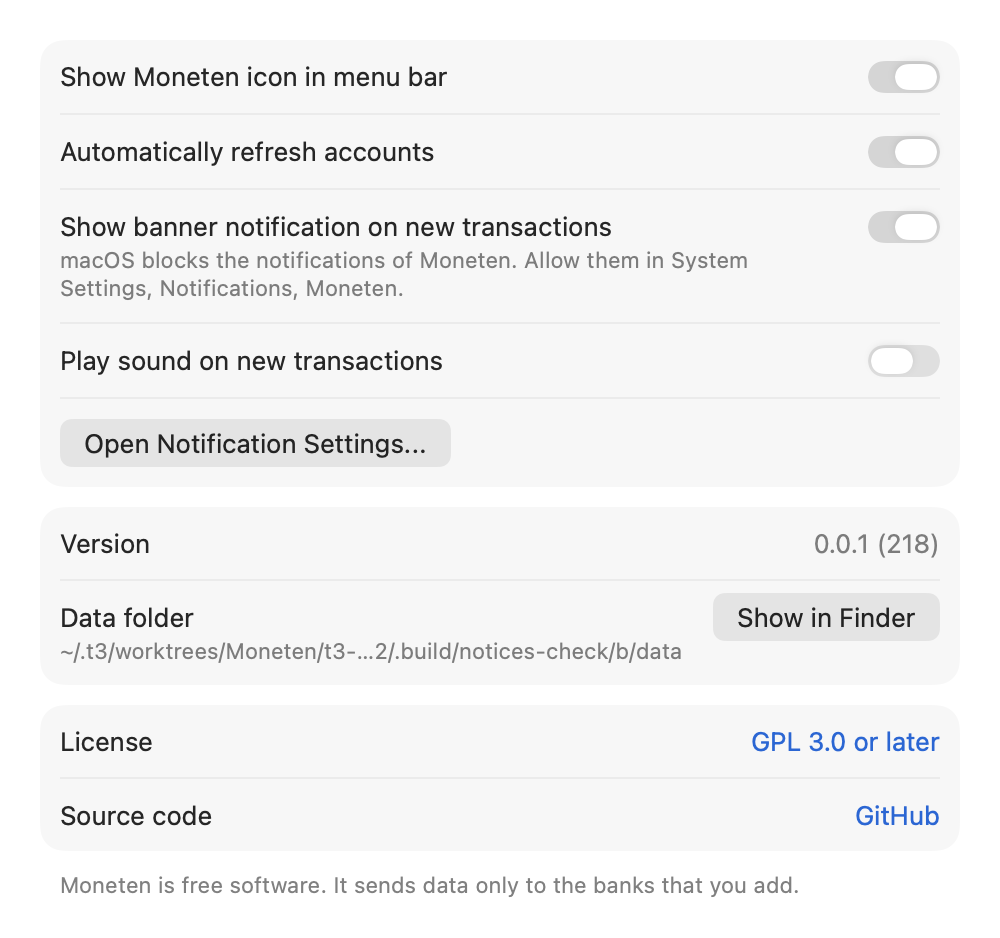 Show Moneten icon in menu bar
Automatically refresh accounts
Show banner notification on new transactions
macOS blocks the notifications of Moneten. Allow them in System
Settings, Notifications, Moneten.
Play sound on new transactions
Open Notification Settings...
Version
0.0.1 (218)
Data folder
~/.t3/worktrees/Moneten/t3-...2/.build/notices-check/b/data
Show in Finder
License
GPL 3.0 or later
Source code
GitHub
Moneten is free software. It sends data only to the banks that you add.